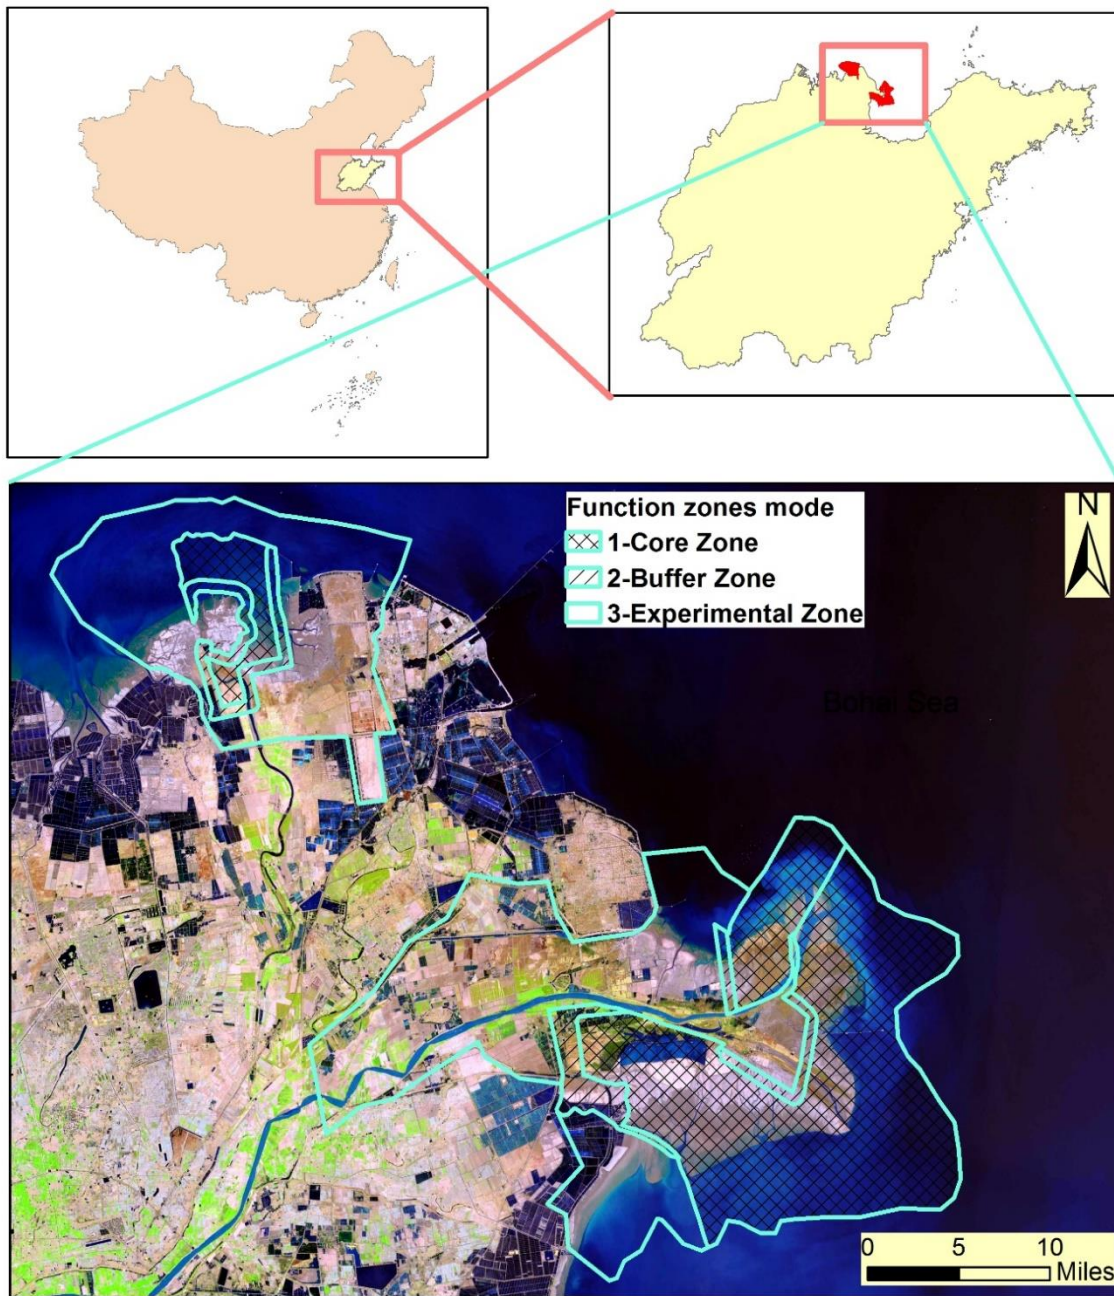 Function zones mode
1-Core Zone
2-Buffer Zone
3-Experimental Zone
N
Bohai Sea
0 5 10
Miles